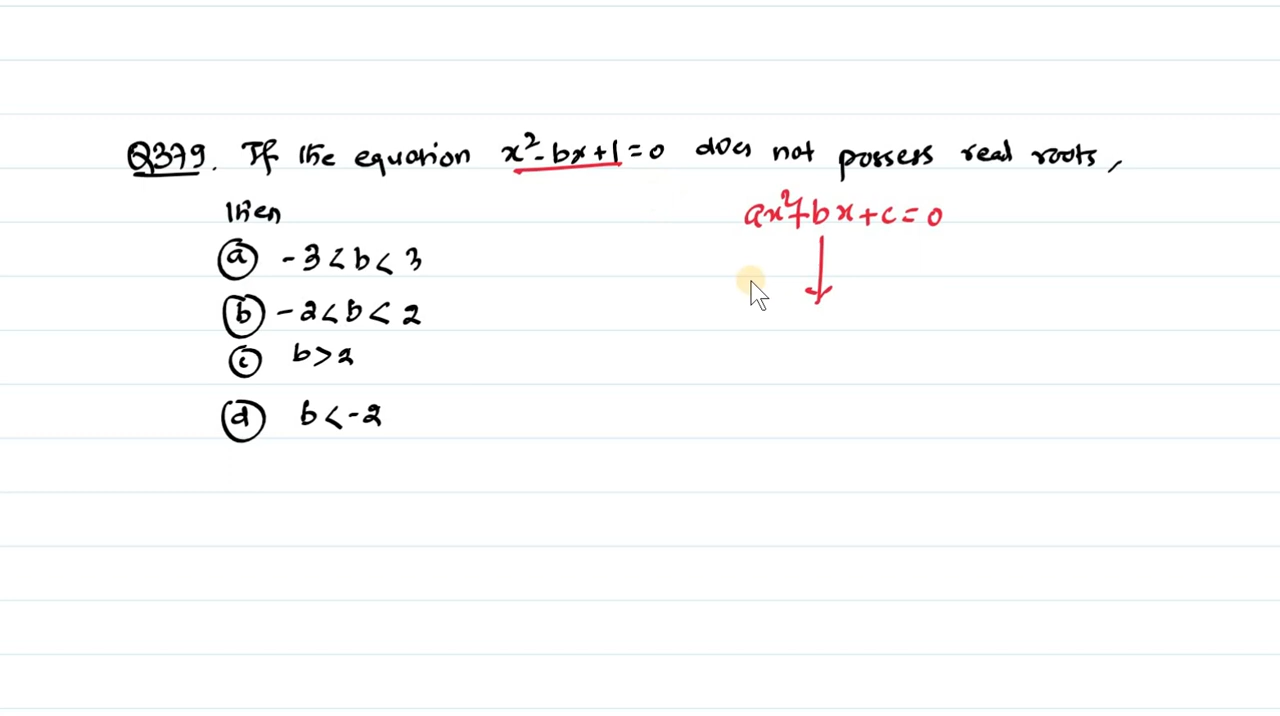 Q379. If the equation x²-bx+1=0 does not possess real roots,
ax²+bx+c=0
then
(a) -3<b<3
(b) -2<b<2
(c) b>2
(d) b<-2